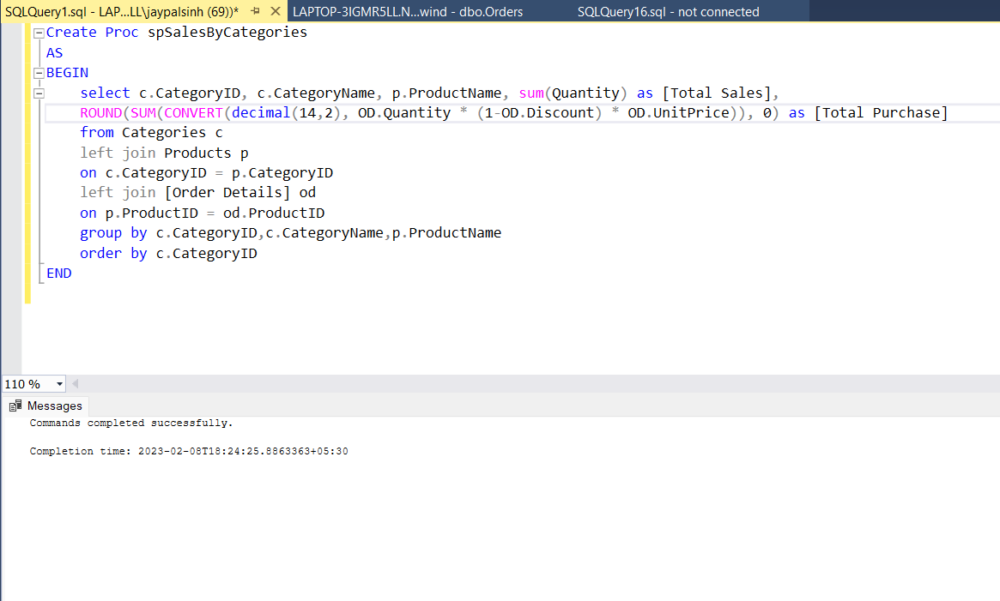 SQLQuery1.sql - LAP...LL\jaypalsinh (69))* LAPTOP-3IGMR5LL.N...wind - dbo.Orders SQLQuery16.sql - not connected
Create Proc spSalesByCategories
AS
BEGIN
select c.CategoryID, c.CategoryName, p.ProductName, sum(Quantity) as [Total Sales],
ROUND(SUM(CONVERT(decimal(14,2), OD.Quantity * (1-OD.Discount) * OD.UnitPrice)), 0) as [Total Purchase]
from Categories c
left join Products p
on c.CategoryID = p.CategoryID
left join [Order Details] od
on p.ProductID = od.ProductID
group by c.CategoryID,c.CategoryName,p.ProductName
order by c.CategoryID
END
110 %
Messages
Commands completed successfully.
Completion time: 2023-02-08T18:24:25.8863363+05:30